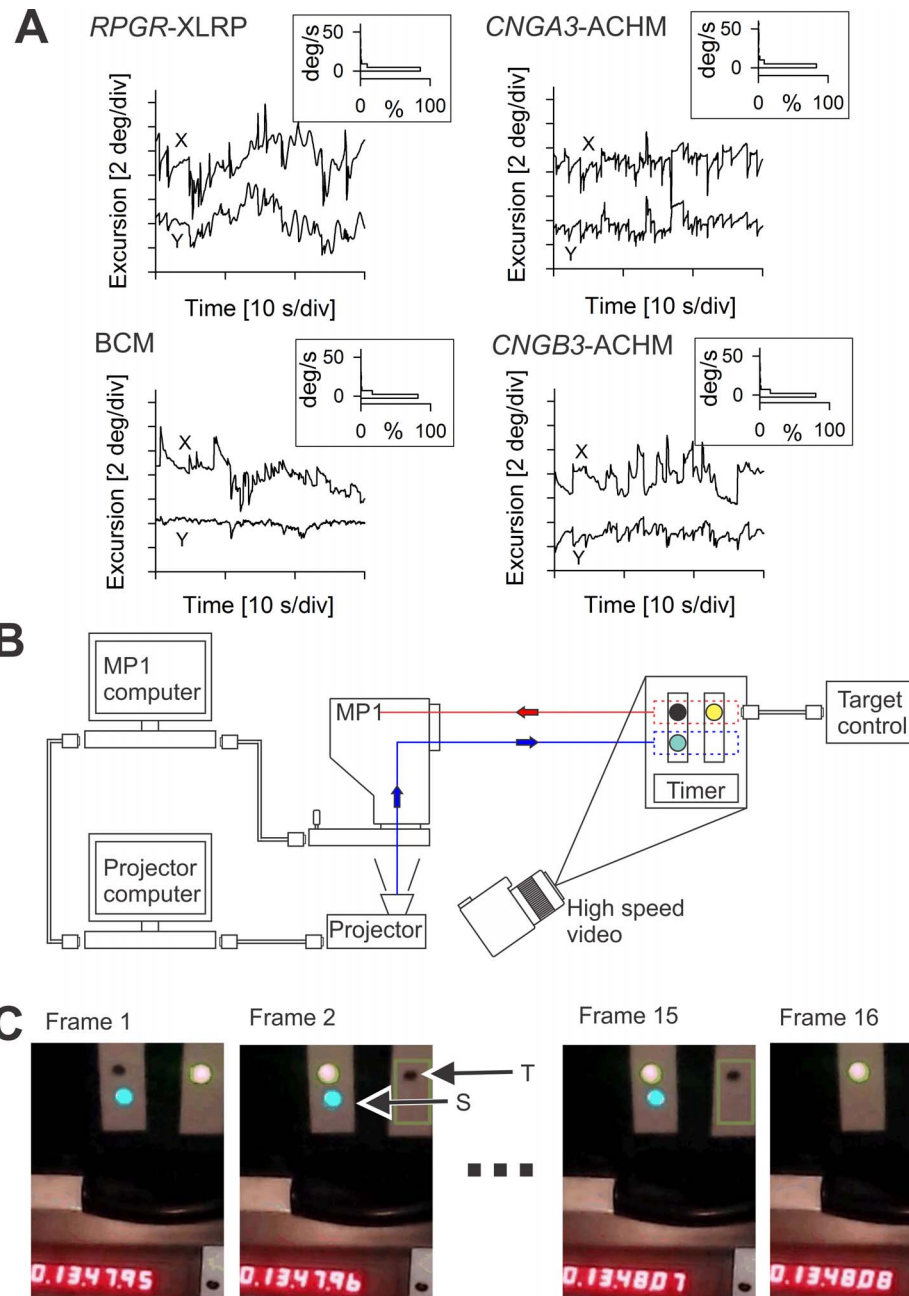 A
RPGR-XLRP
deg/s
50
0
0 % 100
Excursion [2 deg/div]
X
Y
Time [10 s/div]
CNGA3-ACHM
deg/s
50
0
0 % 100
Excursion [2 deg/div]
X
Y
Time [10 s/div]
BCM
deg/s
50
0
0 % 100
Excursion [2 deg/div]
X
Y
Time [10 s/div]
CNGB3-ACHM
deg/s
50
0
0 % 100
Excursion [2 deg/div]
X
Y
Time [10 s/div]
B
MP1
computer
Projector
computer
MP1
Projector
High speed
video
Timer
Target
control
C
Frame 1
Frame 2
Frame 15
Frame 16
T
S
0.13.47.95
0.13.47.96
0.13.48.07
0.13.48.08